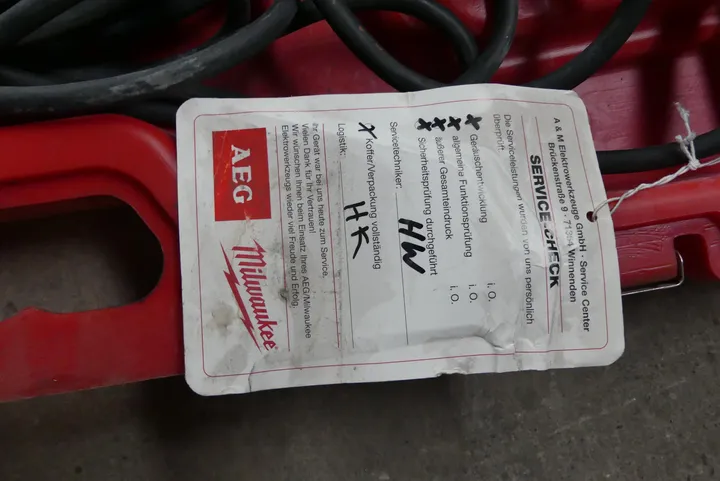 A & M Elektrowerkzeuge GmbH - Service Center
Brückenstraße 9 - 71364 Winnenden
SERVICE-CHECK
Die Serviceleistungen wurden von uns persönlich
überprüft
x Geräuschentwicklung i. O.
x allgemeine Funktionsprüfung i. O.
x äußerer Gesamteindruck i. O.
x Sicherheitsprüfung durchgeführt
Servicetechniker: HW
x Koffer/Verpackung vollständig
Logistik: HK
Ihr Gerät war bei uns heute zum Service.
Vielen Dank für Ihr Vertrauen!
Wir wünschen Ihnen beim Einsatz Ihres AEG/Milwaukee
Elektrowerkzeugs wieder viel Freude und Erfolg.
AEG
Milwaukee